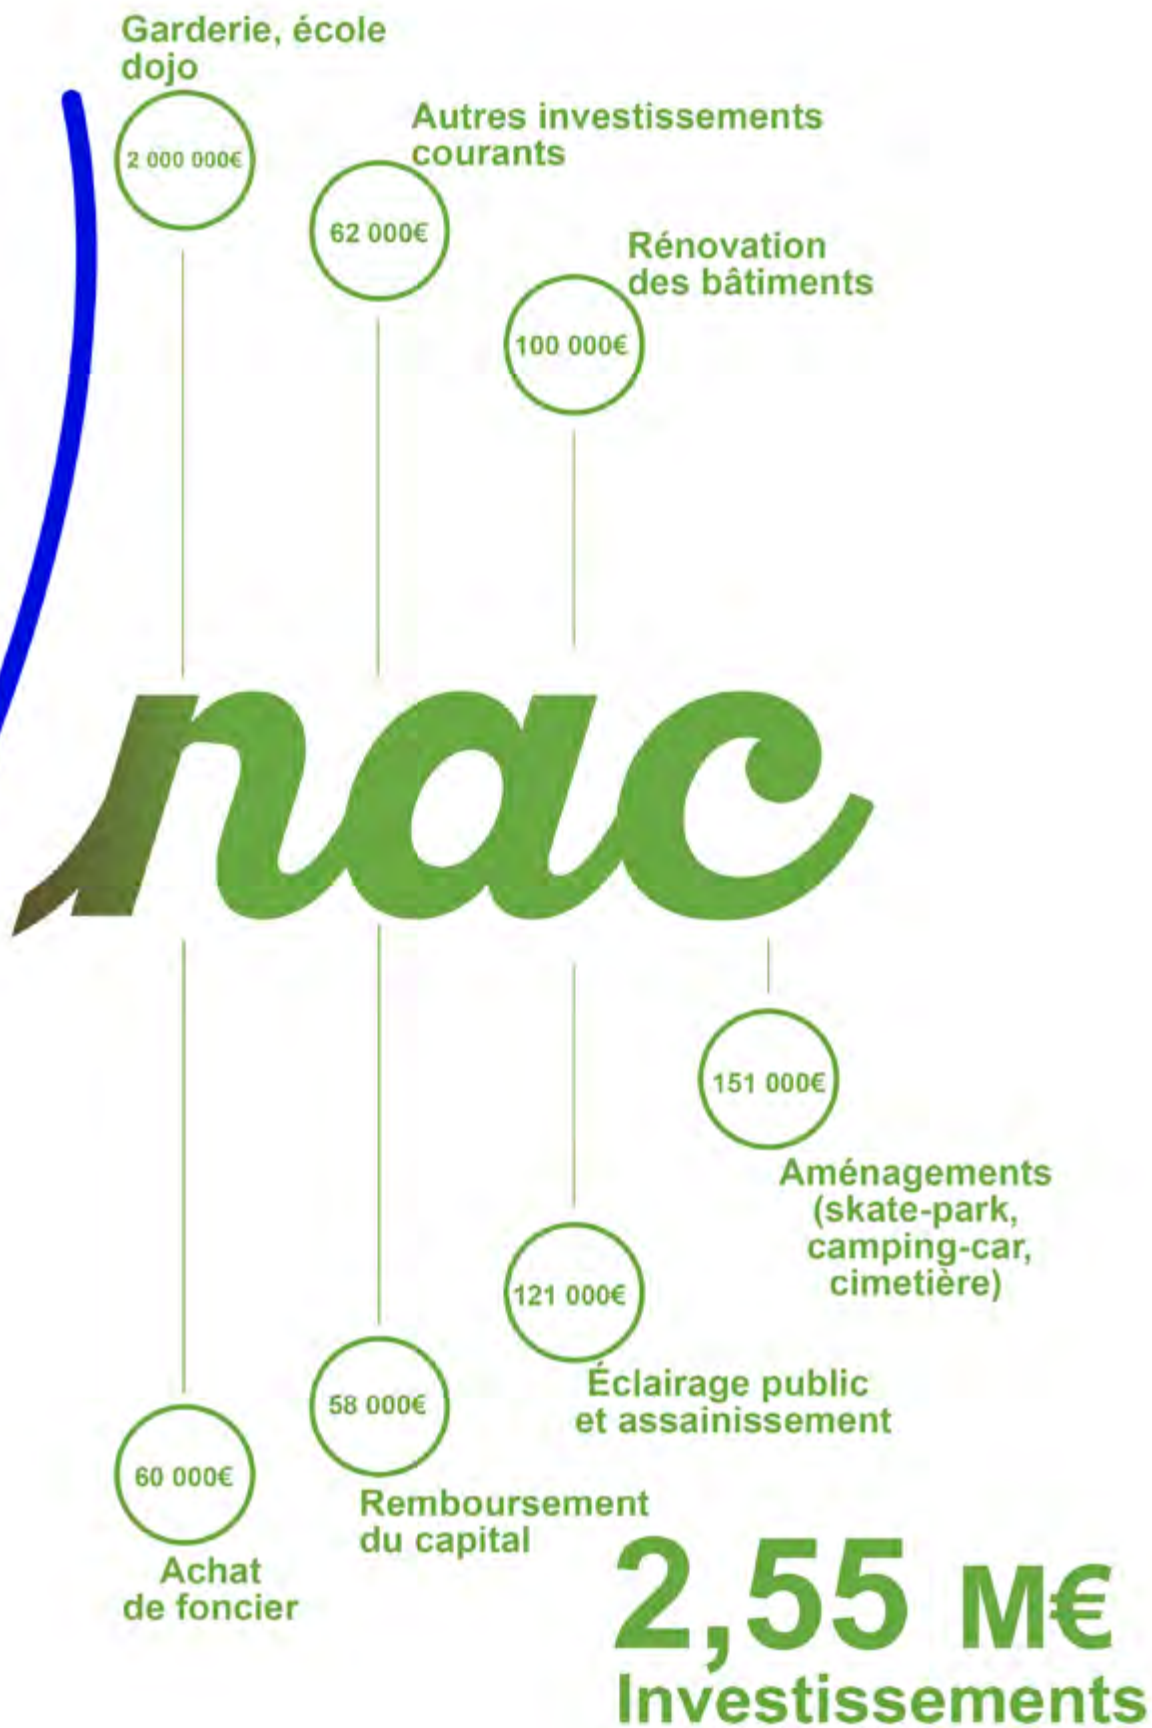 Garderie, école
dojo
2 000 000€
Autres investissements
courants
62 000€
Rénovation
des bâtiments
100 000€
nac
151 000€
Aménagements
(skate-park,
camping-car,
cimetière)
121 000€
Éclairage public
et assainissement
58 000€
Remboursement
du capital
60 000€
Achat
de foncier
2,55 M€
Investissements